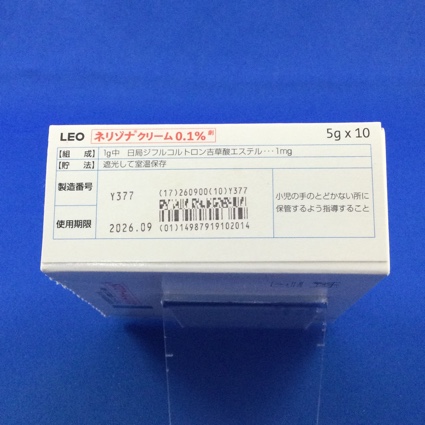 LEO ネリゾナ®クリーム0.1% 劇 5g x 10
【組 成】 1g中 日局ジフルコルトロン吉草酸エステル･･･1mg
【貯 法】 遮光して室温保存
製造番号 Y377 (17)260900(10)Y377
小児の手のとどかない所に
保管するよう指導すること
使用期限 2026.09 (01)14987919102014